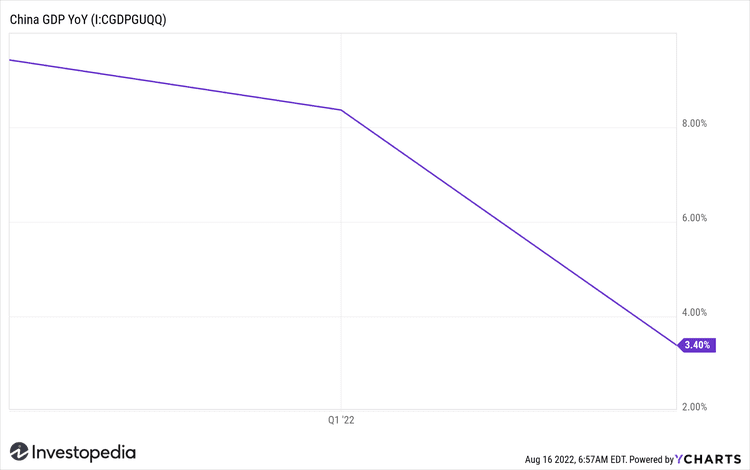 China GDP YoY (I:CGDPGUQQ)
8.00%
6.00%
4.00%
3.40%
2.00%
Q1 '22
Investopedia
Aug 16 2022, 6:57AM EDT. Powered by YCHARTS